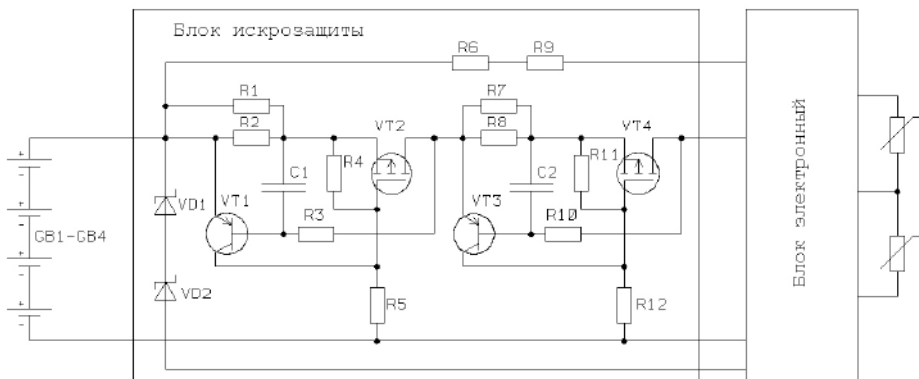 Блок искрозащиты
R6
R9
R1
R7
R2
VT2
R8
VT4
R4
R11
C1
C2
VD1
VT1
VT3
R3
R10
GB1-GB4
VD2
R5
R12
Блок электронный
+
-
+
-
+
-
+
-